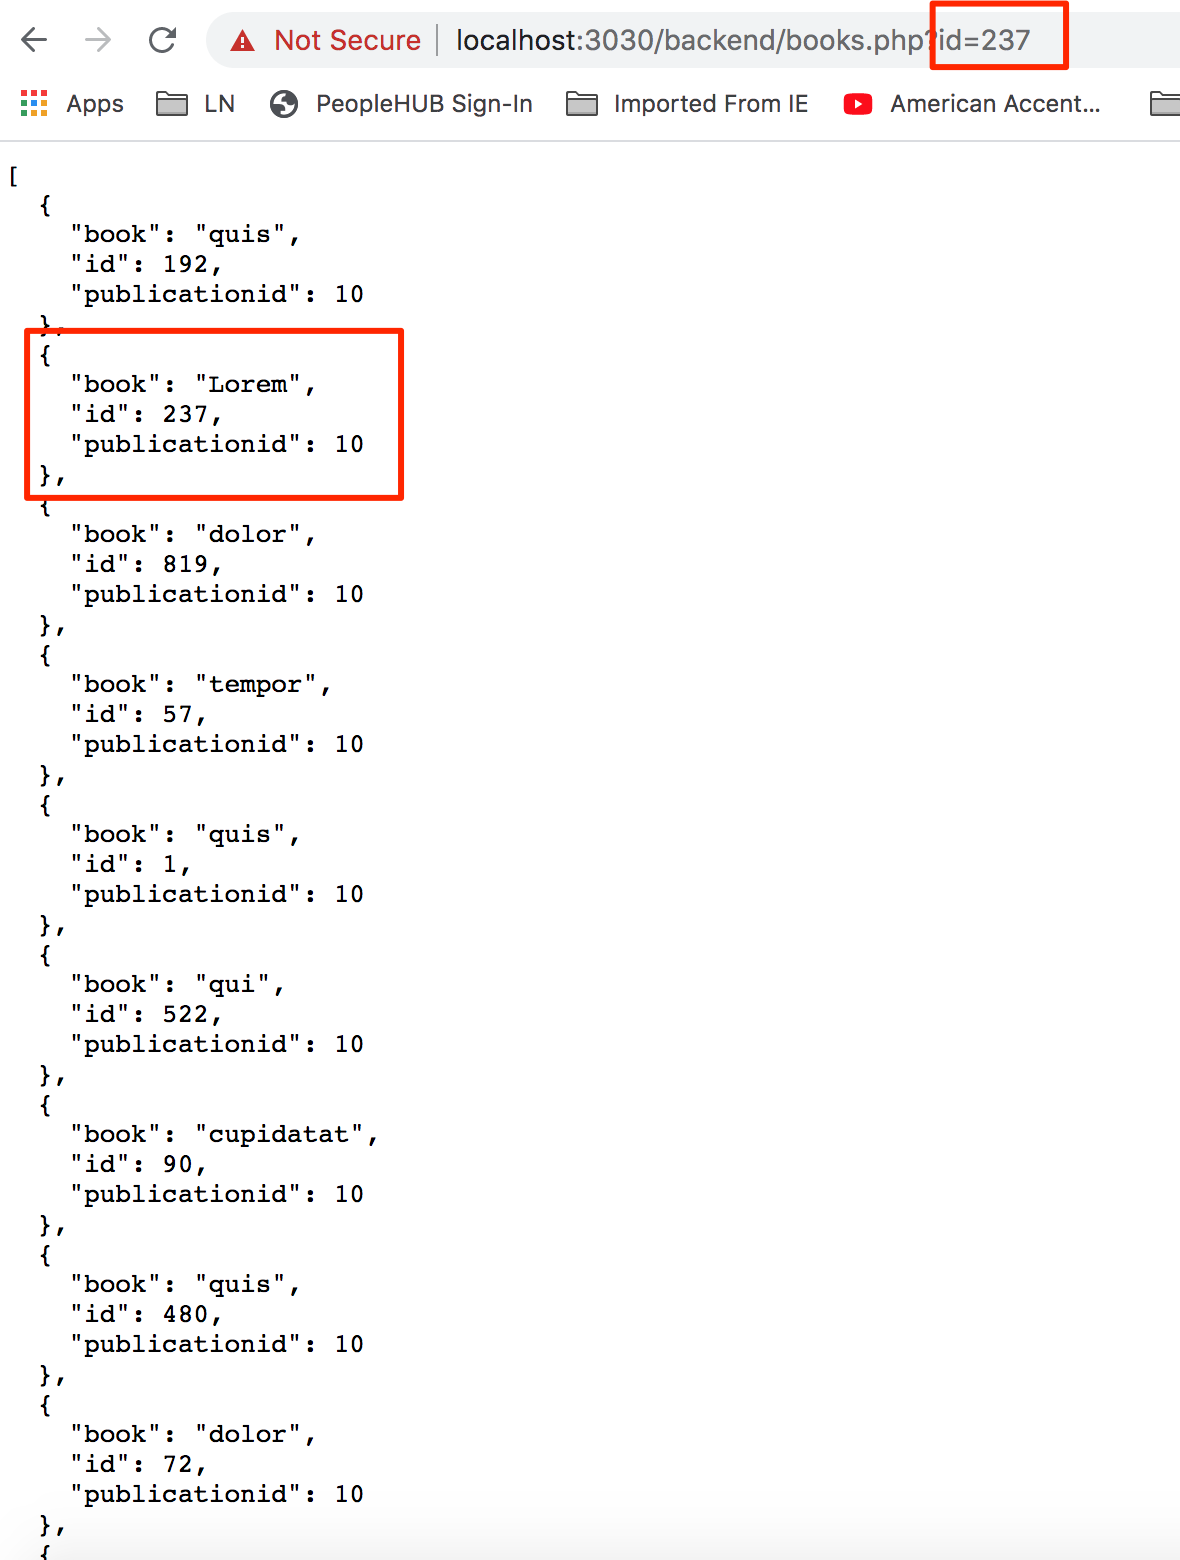 Not Secure | localhost:3030/backend/books.php?id=237
Apps LN PeopleHUB Sign-In Imported From IE American Accent...
[
{
"book": "quis",
"id": 192,
"publicationid": 10
},
{
"book": "Lorem",
"id": 237,
"publicationid": 10
},
{
"book": "dolor",
"id": 819,
"publicationid": 10
},
{
"book": "tempor",
"id": 57,
"publicationid": 10
},
{
"book": "quis",
"id": 1,
"publicationid": 10
},
{
"book": "qui",
"id": 522,
"publicationid": 10
},
{
"book": "cupidatat",
"id": 90,
"publicationid": 10
},
{
"book": "quis",
"id": 480,
"publicationid": 10
},
{
"book": "dolor",
"id": 72,
"publicationid": 10
},
{